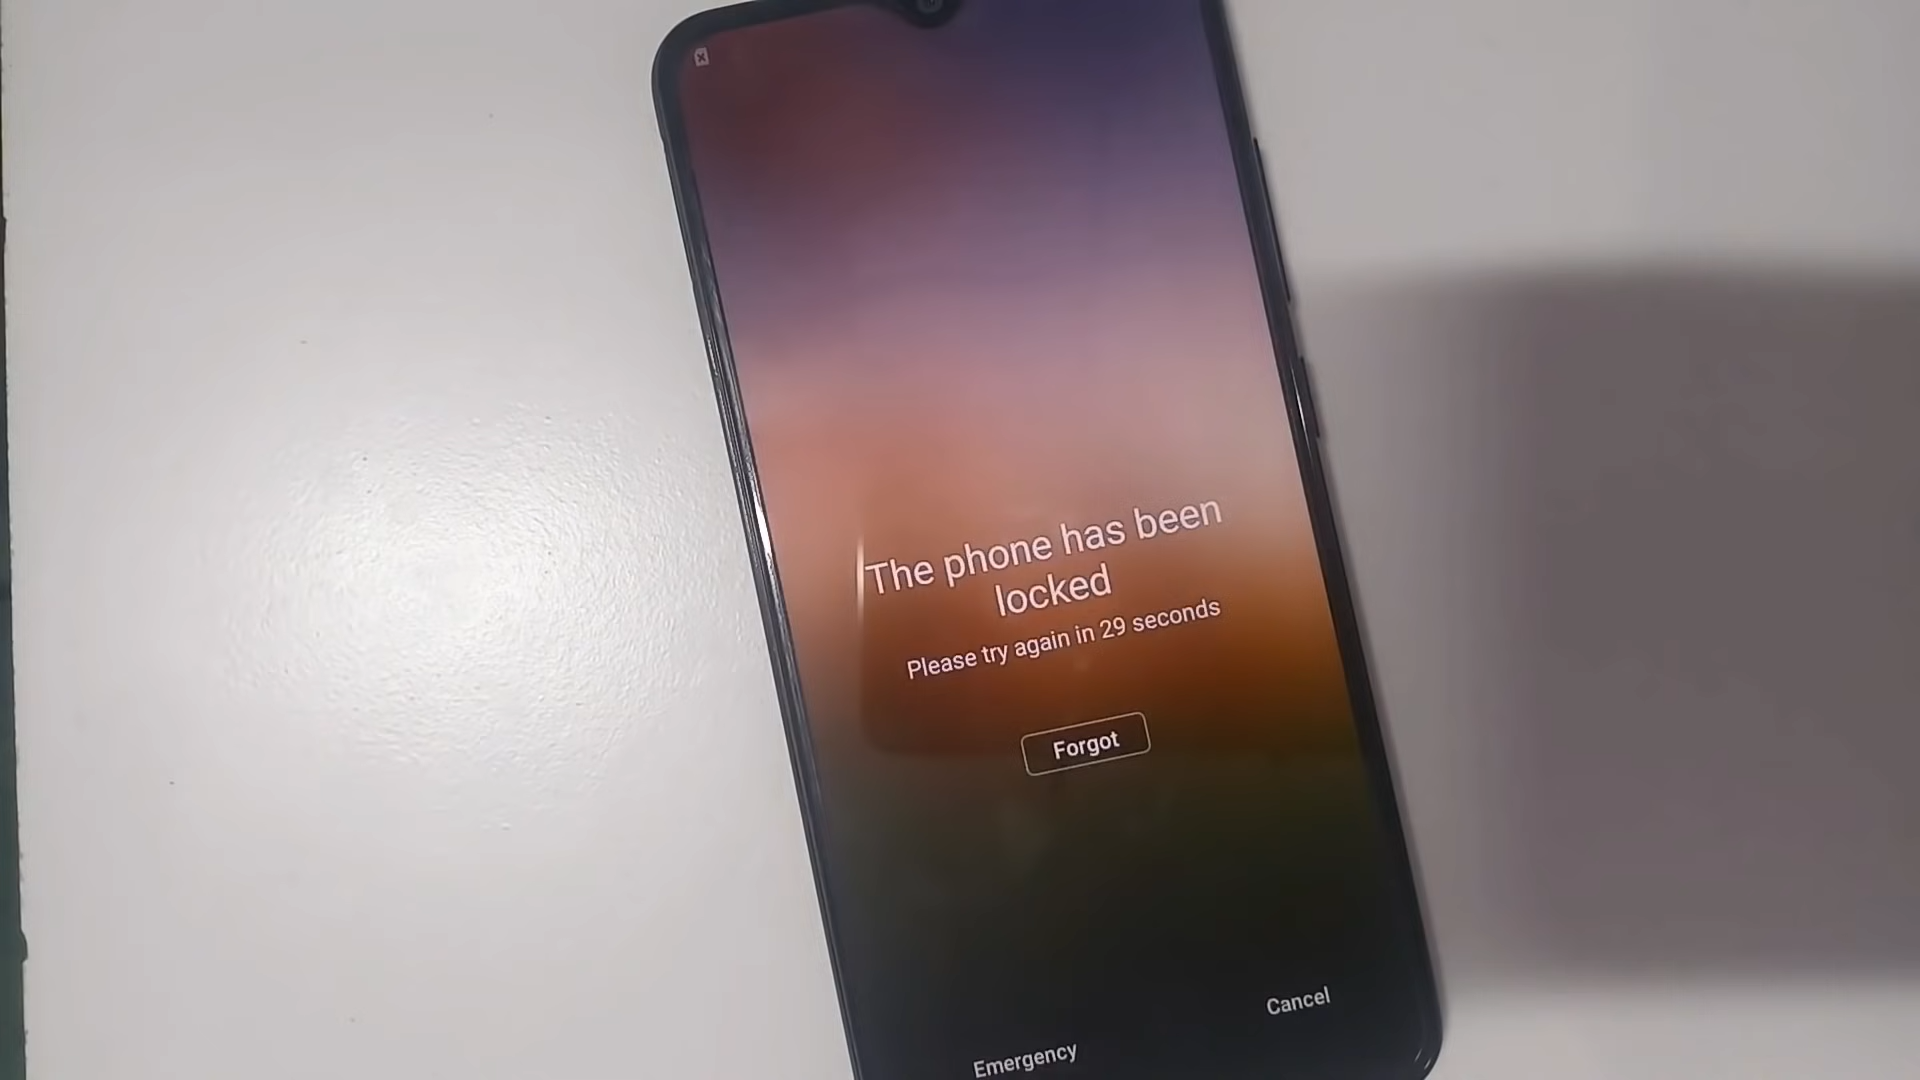 The phone has been
locked
Please try again in 29 seconds
Forgot
Cancel
Emergency